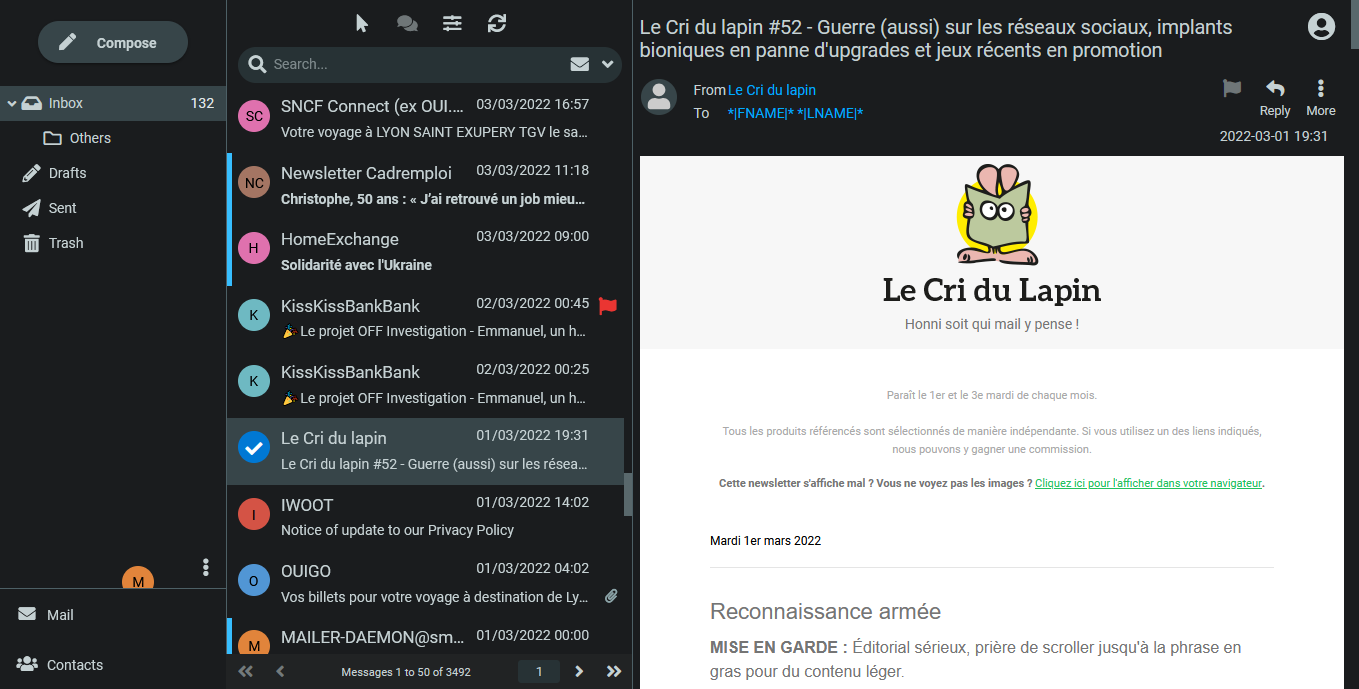 Compose
Inbox 132
Others
Drafts
Sent
Trash
M
Mail
Contacts
Search...
SC SNCF Connect (ex OUI.... 03/03/2022 16:57
Votre voyage à LYON SAINT EXUPERY TGV le sa...
NC Newsletter Cadremploi 03/03/2022 11:18
Christophe, 50 ans : « J'ai retrouvé un job mieu...
H HomeExchange 03/03/2022 09:00
Solidarité avec l'Ukraine
K KissKissBankBank 02/03/2022 00:45
🎉 Le projet OFF Investigation - Emmanuel, un h...
K KissKissBankBank 02/03/2022 00:25
🎉 Le projet OFF Investigation - Emmanuel, un h...
Le Cri du lapin 01/03/2022 19:31
Le Cri du lapin #52 - Guerre (aussi) sur les résea...
I IWOOT 01/03/2022 14:02
Notice of update to our Privacy Policy
O OUIGO 01/03/2022 04:02
Vos billets pour votre voyage à destination de Ly...
M MAILER-DAEMON@sm... 01/03/2022 00:00
Messages 1 to 50 of 3492 1
Le Cri du lapin #52 - Guerre (aussi) sur les réseaux sociaux, implants
bioniques en panne d'upgrades et jeux récents en promotion
From Le Cri du lapin
To *|FNAME|* *|LNAME|*
Reply More
2022-03-01 19:31
Le Cri du Lapin
Honni soit qui mail y pense !
Paraît le 1er et le 3e mardi de chaque mois.
Tous les produits référencés sont sélectionnés de manière indépendante. Si vous utilisez un des liens indiqués,
nous pouvons y gagner une commission.
Cette newsletter s'affiche mal ? Vous ne voyez pas les images ? Cliquez ici pour l'afficher dans votre navigateur.
Mardi 1er mars 2022
Reconnaissance armée
MISE EN GARDE : Éditorial sérieux, prière de scroller jusqu'à la phrase en
gras pour du contenu léger.